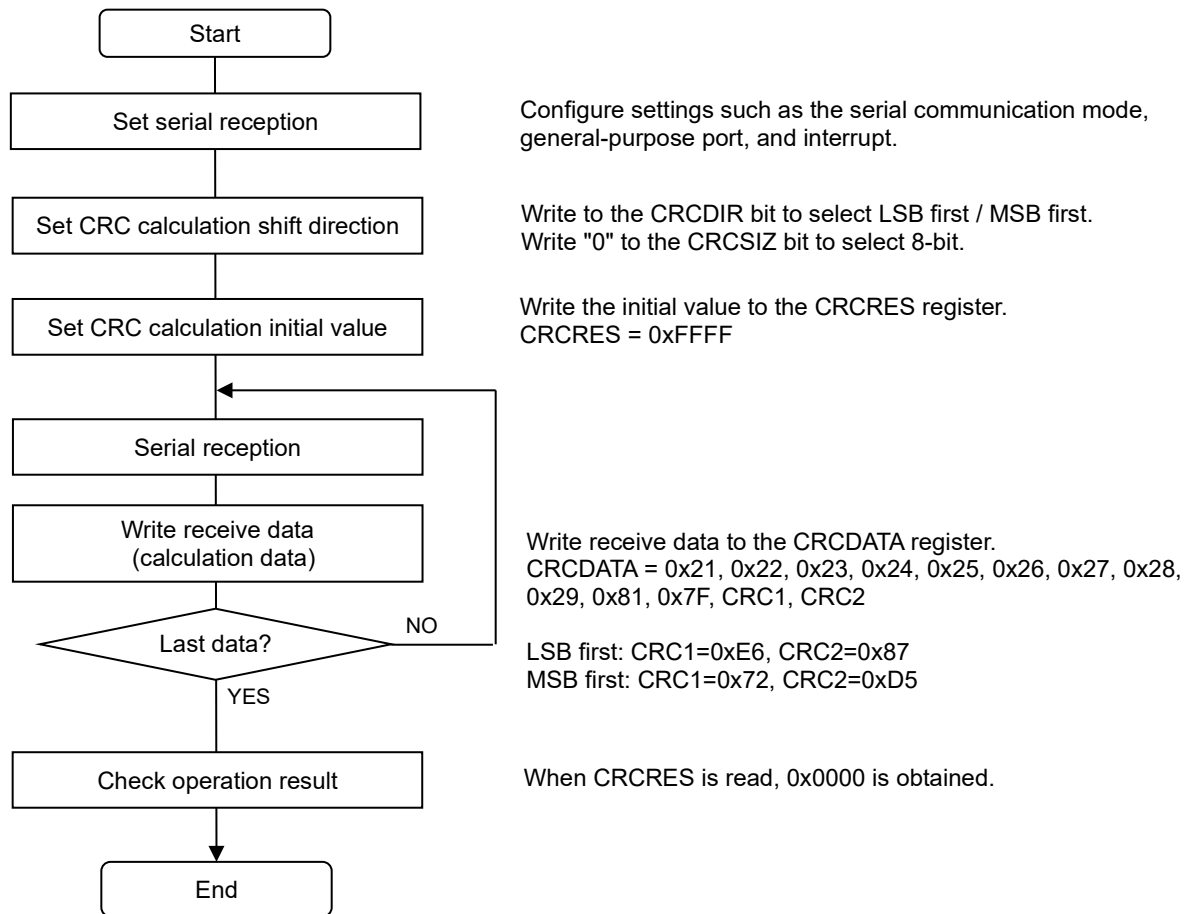 Start
Set serial reception
Configure settings such as the serial communication mode,
general-purpose port, and interrupt.
Set CRC calculation shift direction
Write to the CRCDIR bit to select LSB first / MSB first.
Write "0" to the CRCSIZ bit to select 8-bit.
Set CRC calculation initial value
Write the initial value to the CRCRES register.
CRCRES = 0xFFFF
Serial reception
Write receive data
(calculation data)
Write receive data to the CRCDATA register.
CRCDATA = 0x21, 0x22, 0x23, 0x24, 0x25, 0x26, 0x27, 0x28,
0x29, 0x81, 0x7F, CRC1, CRC2
Last data?
NO
YES
LSB first: CRC1=0xE6, CRC2=0x87
MSB first: CRC1=0x72, CRC2=0xD5
Check operation result
When CRCRES is read, 0x0000 is obtained.
End